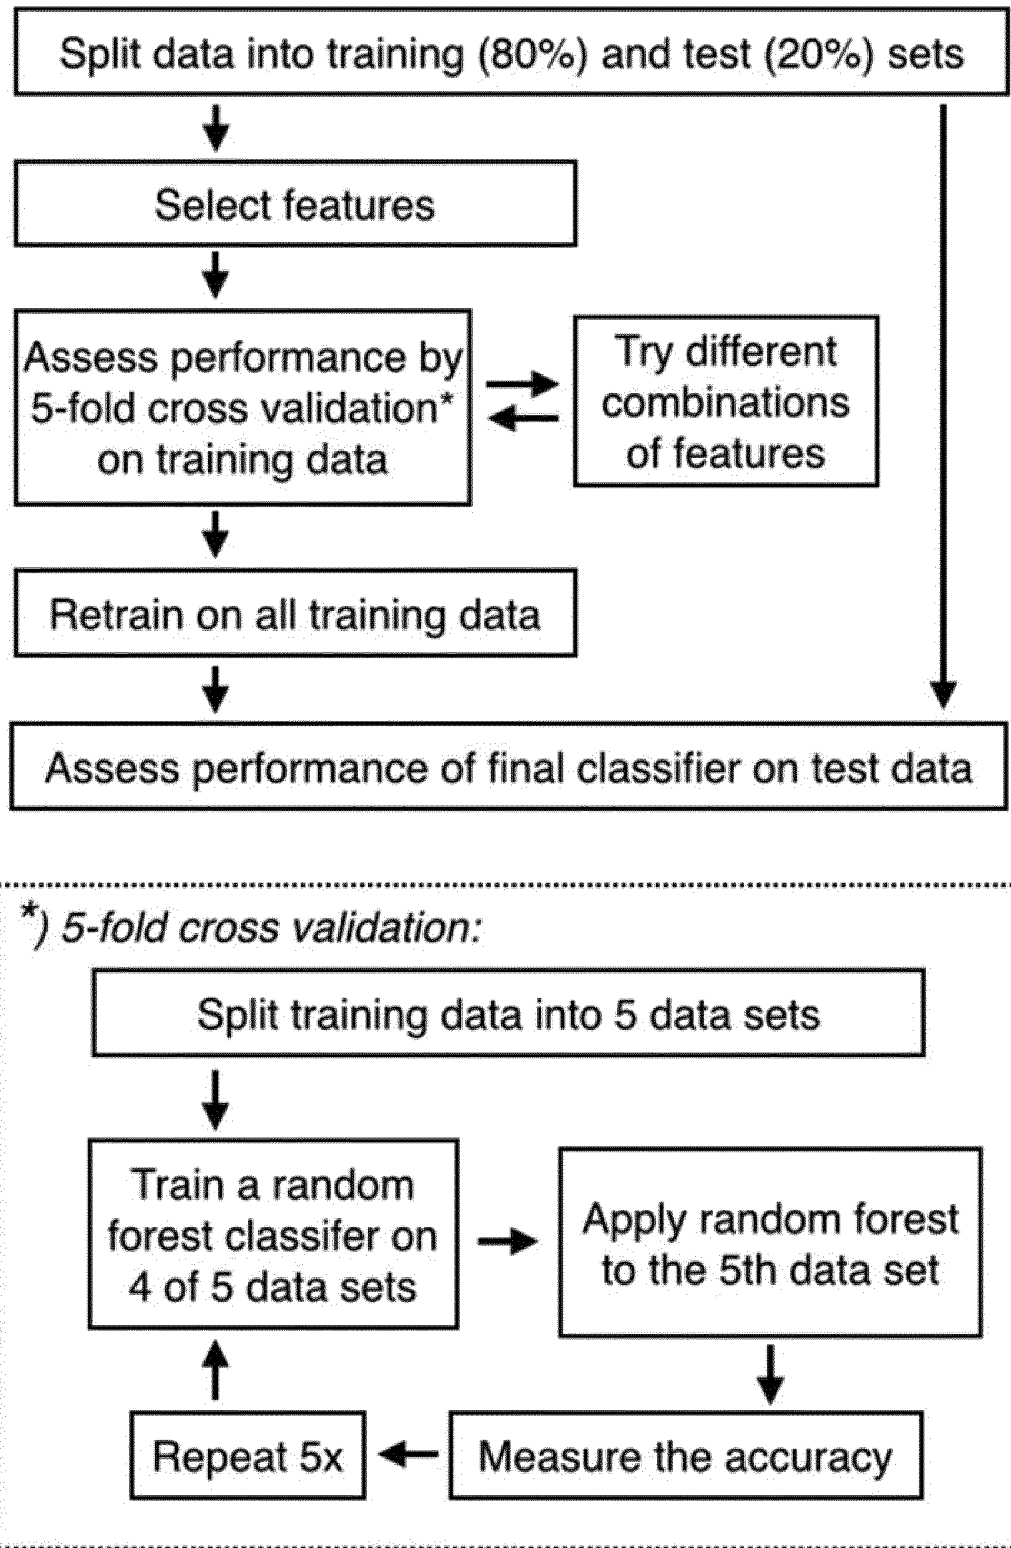 Split data into training (80%) and test (20%) sets
Select features
Assess performance by
5-fold cross validation*
on training data
Try different
combinations
of features
Retrain on all training data
Assess performance of final classifier on test data
*) 5-fold cross validation:
Split training data into 5 data sets
Train a random
forest classifer on
4 of 5 data sets
Apply random forest
to the 5th data set
Measure the accuracy
Repeat 5x